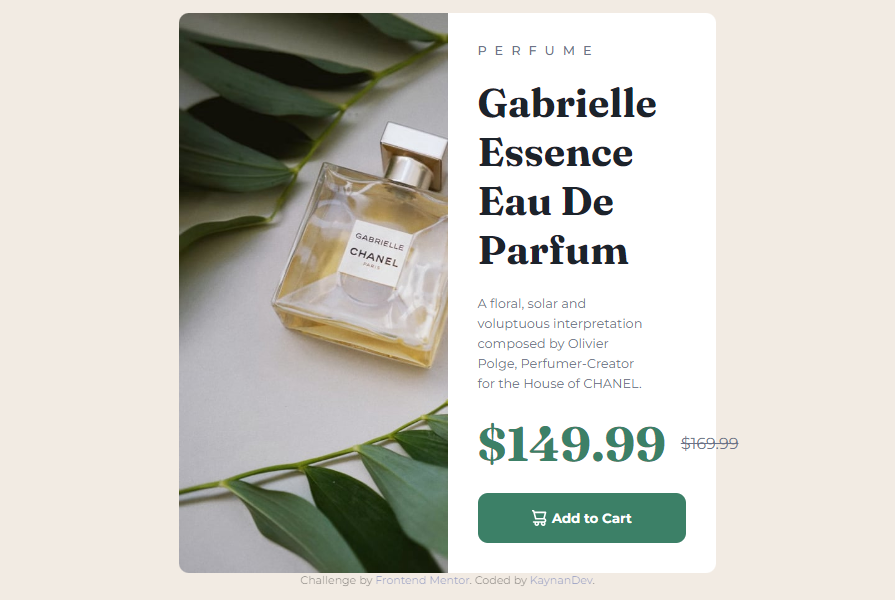 GABRIELLE
CHANEL
PARIS
PERFUME
Gabrielle
Essence
Eau De
Parfum
A floral, solar and
voluptuous interpretation
composed by Olivier
Polge, Perfumer-Creator
for the House of CHANEL.
$149.99 $169.99
Add to Cart
Challenge by Frontend Mentor. Coded by KaynanDev.